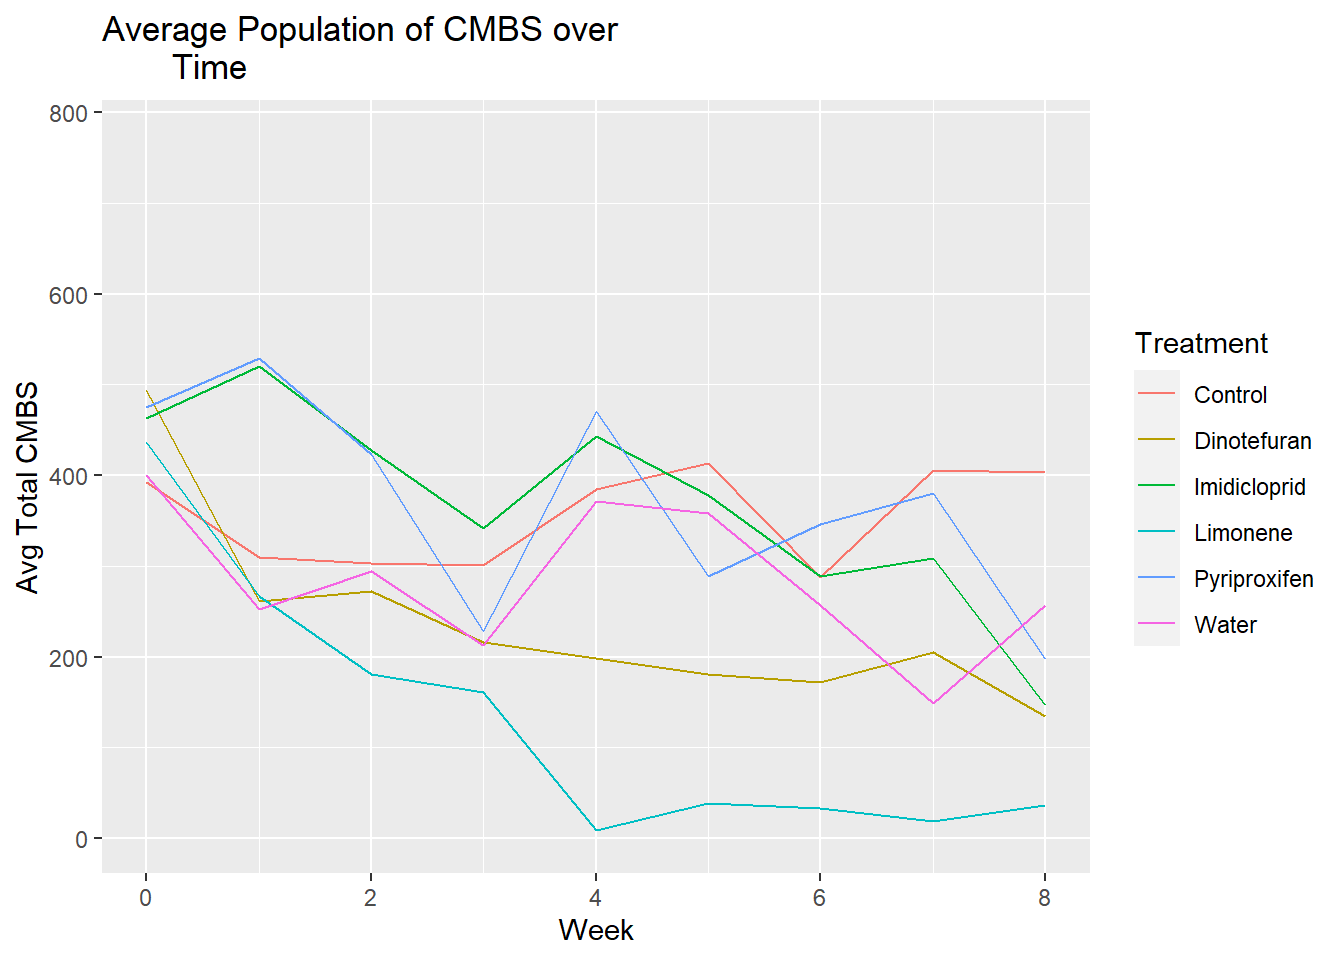 Average Population of CMBS over
Time
800
600
400
200
0
Avg Total CMBS
0 2 4 6 8
Week
Treatment
Control
Dinotefuran
Imidicloprid
Limonene
Pyriproxifen
Water